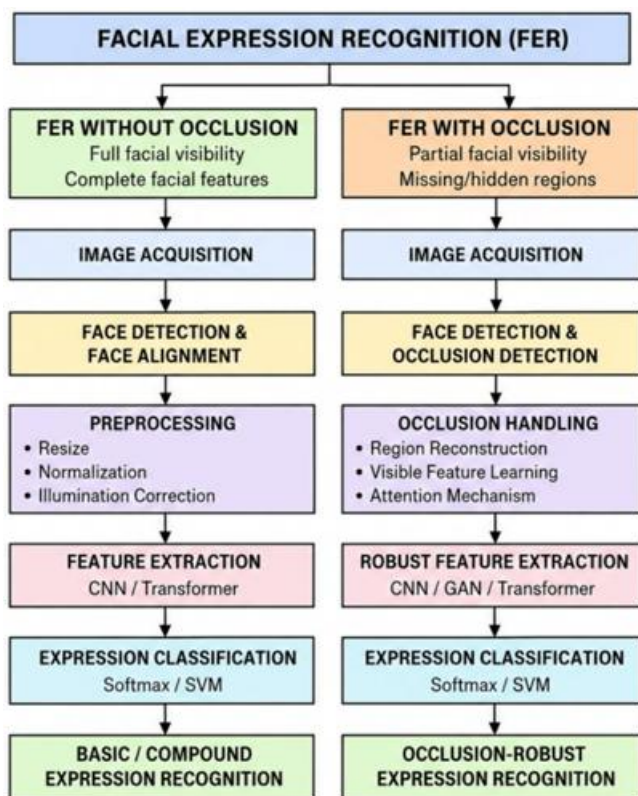 FACIAL EXPRESSION RECOGNITION (FER)
FER WITHOUT OCCLUSION
Full facial visibility
Complete facial features
IMAGE ACQUISITION
FACE DETECTION &
FACE ALIGNMENT
PREPROCESSING
• Resize
• Normalization
• Illumination Correction
FEATURE EXTRACTION
CNN / Transformer
EXPRESSION CLASSIFICATION
Softmax / SVM
BASIC / COMPOUND
EXPRESSION RECOGNITION
FER WITH OCCLUSION
Partial facial visibility
Missing/hidden regions
IMAGE ACQUISITION
FACE DETECTION &
OCCLUSION DETECTION
OCCLUSION HANDLING
• Region Reconstruction
• Visible Feature Learning
• Attention Mechanism
ROBUST FEATURE EXTRACTION
CNN / GAN / Transformer
EXPRESSION CLASSIFICATION
Softmax / SVM
OCCLUSION-ROBUST
EXPRESSION RECOGNITION